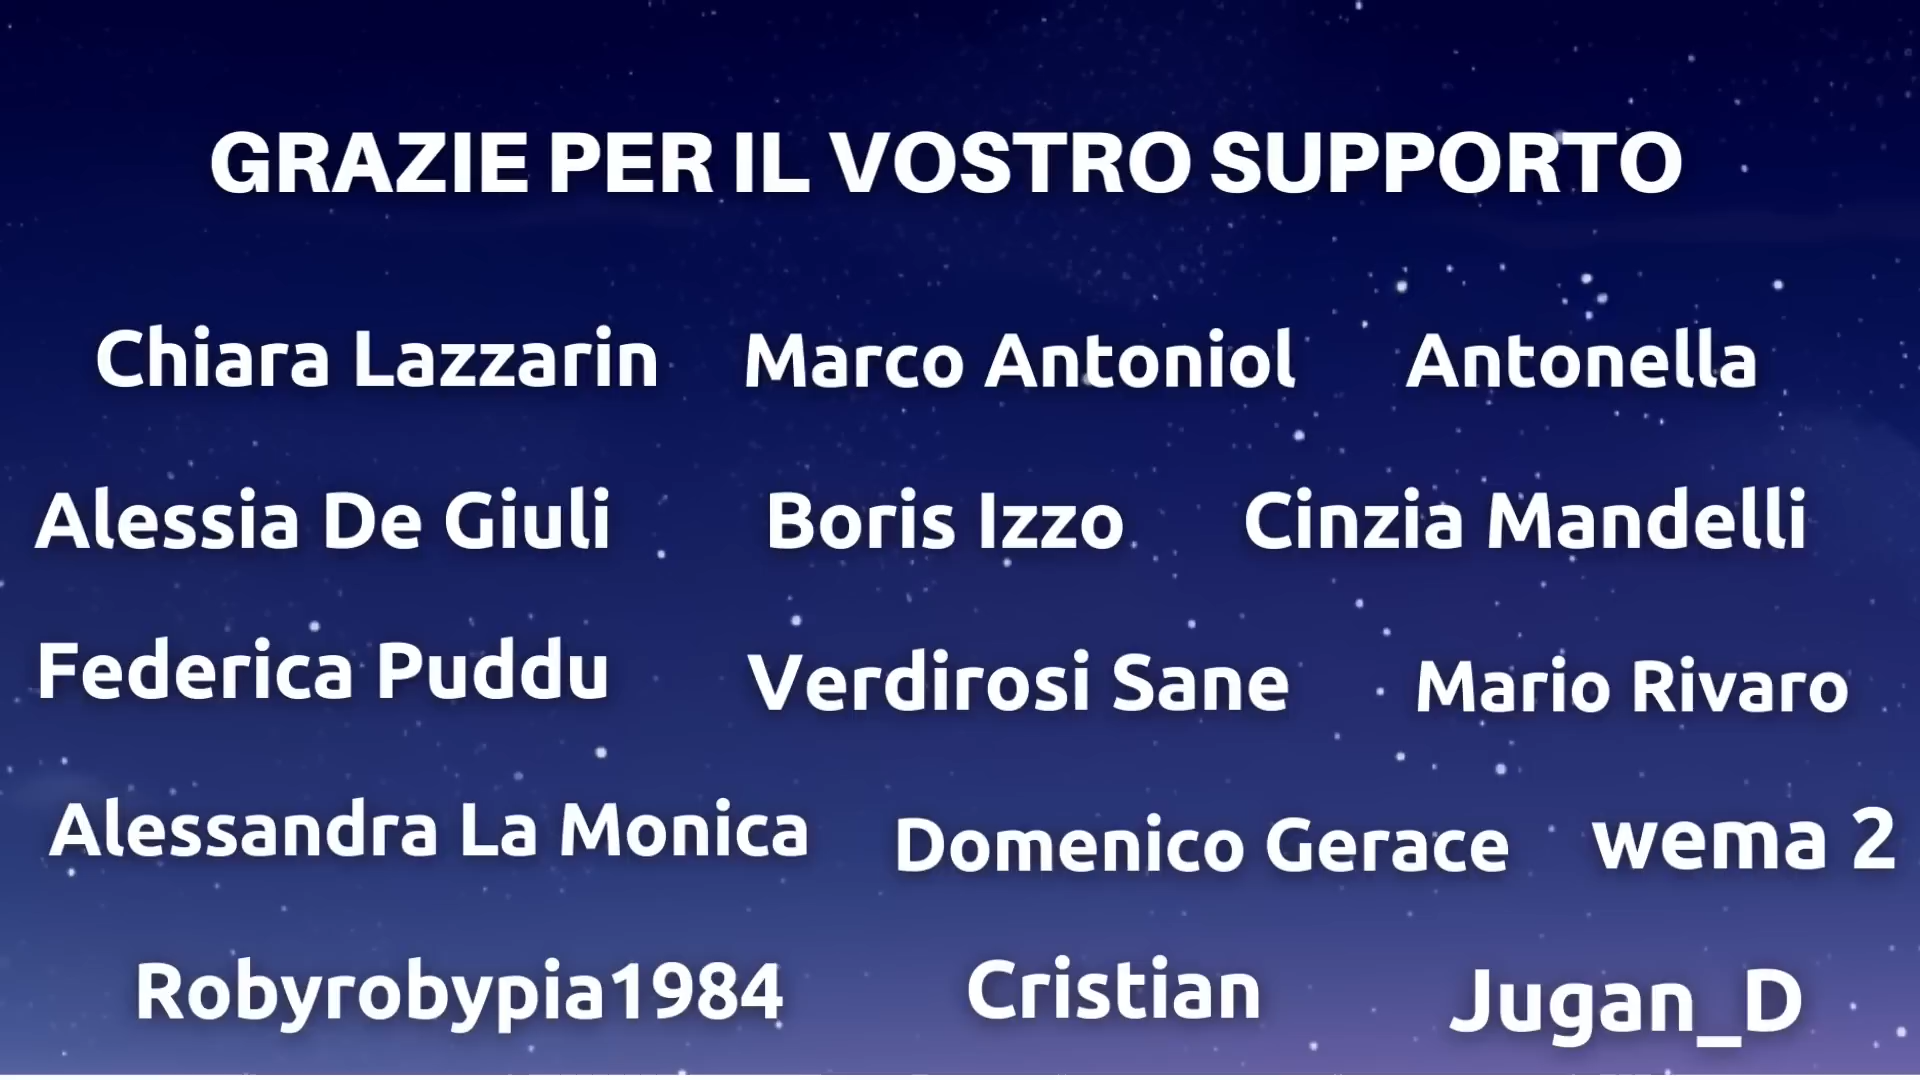 GRAZIE PER IL VOSTRO SUPPORTO
Chiara Lazzarin Marco Antoniol Antonella
Alessia De Giuli Boris Izzo Cinzia Mandelli
Federica Puddu Verdirosi Sane Mario Rivaro
Alessandra La Monica Domenico Gerace wema 2
Robyrobypia1984 Cristian Jugan_D